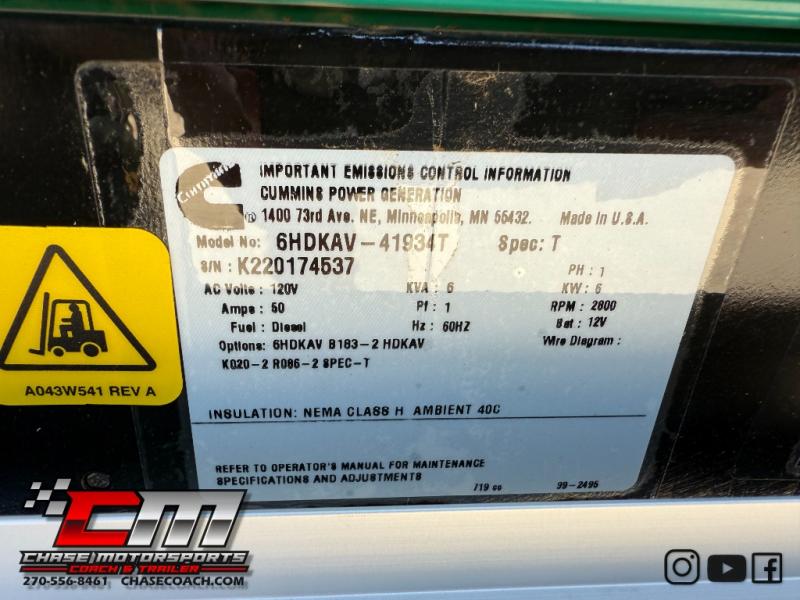 IMPORTANT EMISSIONS CONTROL INFORMATION
CUMMINS POWER GENERATION
1400 73rd Ave. NE, Minneapolis, MN 55432. Made In U.S.A.
Cummins
®
Model No: 6HDKAV-41934T Spec: T
S/N : K220174537 PH : 1
AC Volts : 120V KVA : 6 KW : 6
Amps : 50 Pf : 1 RPM : 2800
Fuel : Diesel Hz : 60HZ Bat : 12V
Options: 6HDKAV B183-2 HDKAV Wire Diagram :
K020-2 R086-2 SPEC-T
INSULATION: NEMA CLASS H AMBIENT 40C
REFER TO OPERATOR'S MANUAL FOR MAINTENANCE
SPECIFICATIONS AND ADJUSTMENTS 719 cc 99-2495
A043W541 REV A
CM
CHASE MOTORSPORTS
COACH & TRAILER
270-556-8461 CHASECOACH.COM